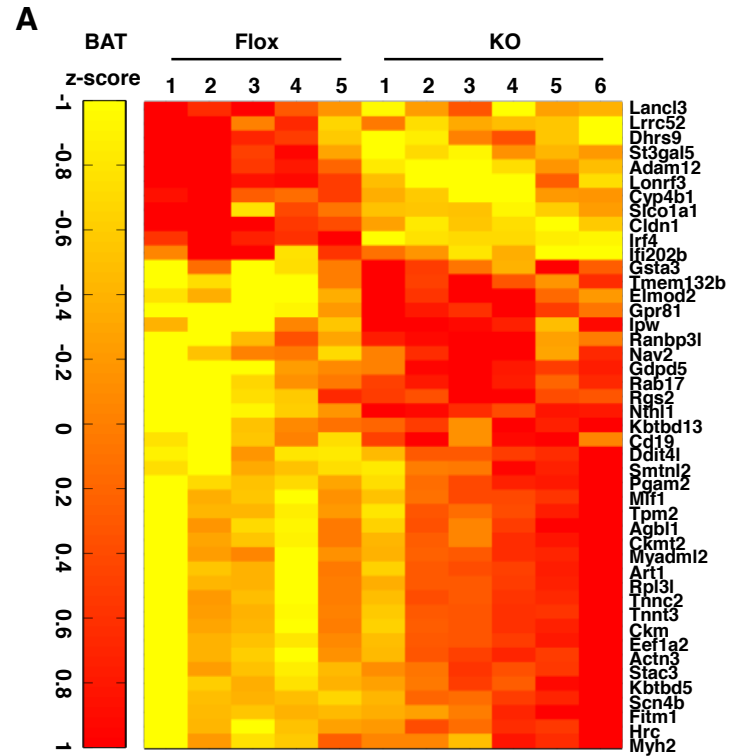 A
BAT Flox KO
z-score 1 2 3 4 5 1 2 3 4 5 6
-1
-0.8
-0.6
-0.4
-0.2
0
0.2
0.4
0.6
0.8
1
Lancl3
Lrrc52
Dhrs9
St3gal5
Adam12
Lonrf3
Cyp4b1
Slco1a1
Cldn1
Irf4
Ifi202b
Gsta3
Tmem132b
Elmod2
Gpr81
Ipw
Ranbp3l
Nav2
Gdpd5
Rab17
Rgs2
Nthl1
Kbtbd13
Cd19
Ddit4l
Smtnl2
Pgam2
Mlf1
Tpm2
Agbl1
Ckmt2
Myadml2
Art1
Rpl3l
Tnnc2
Tnnt3
Ckm
Eef1a2
Actn3
Stac3
Kbtbd5
Scn4b
Fitm1
Hrc
Myh2